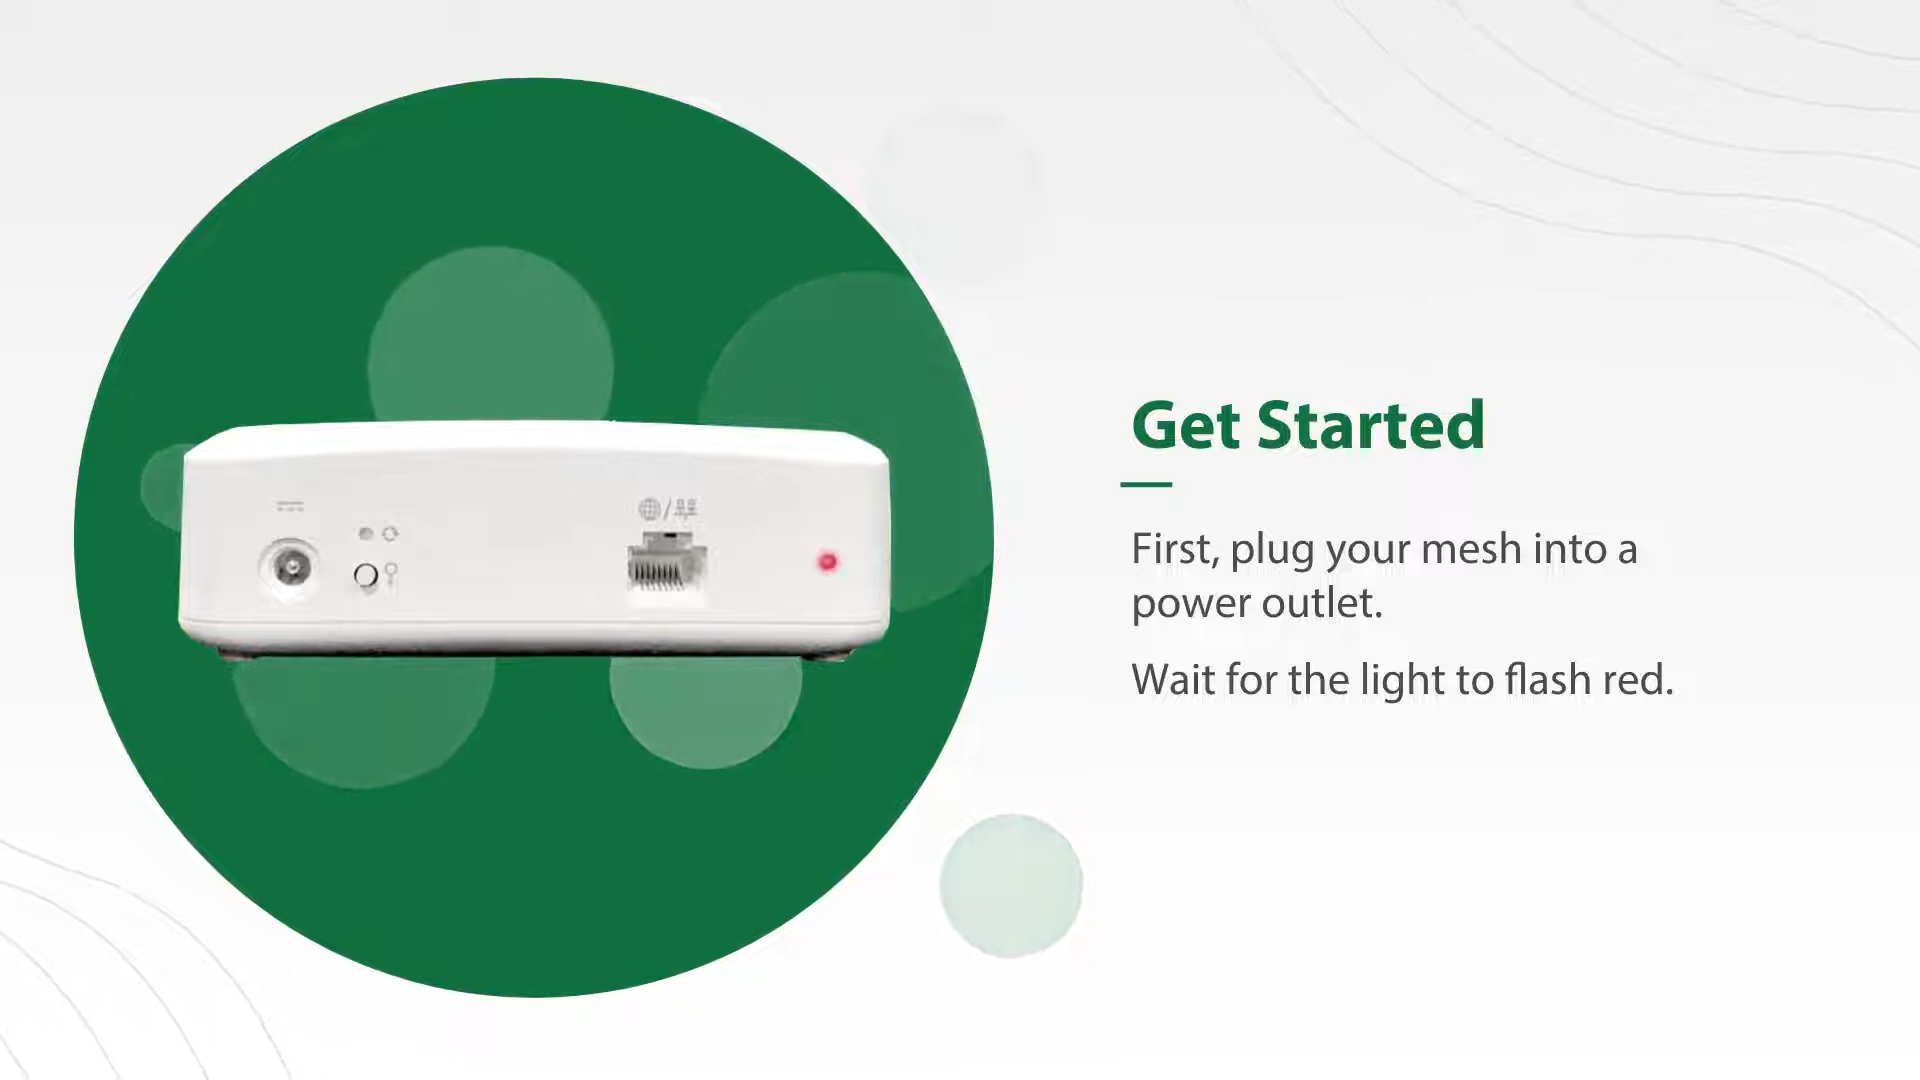 Get Started
First, plug your mesh into a
power outlet.
Wait for the light to flash red.